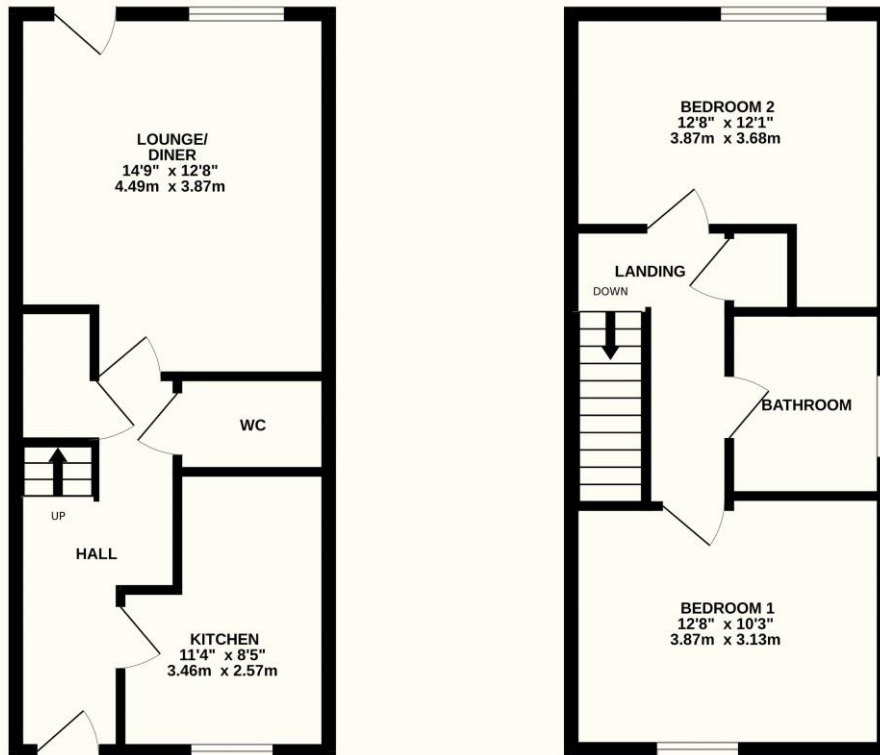 LOUNGE/
DINER
14'9" x 12'8"
4.49m x 3.87m
WC
UP
HALL
KITCHEN
11'4" x 8'5"
3.46m x 2.57m
BEDROOM 2
12'8" x 12'1"
3.87m x 3.68m
LANDING
DOWN
BATHROOM
BEDROOM 1
12'8" x 10'3"
3.87m x 3.13m